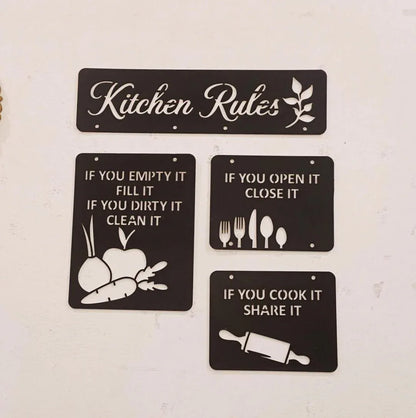 Kitchen Rules
IF YOU EMPTY IT
FILL IT
IF YOU DIRTY IT
CLEAN IT
IF YOU OPEN IT
CLOSE IT
IF YOU COOK IT
SHARE IT